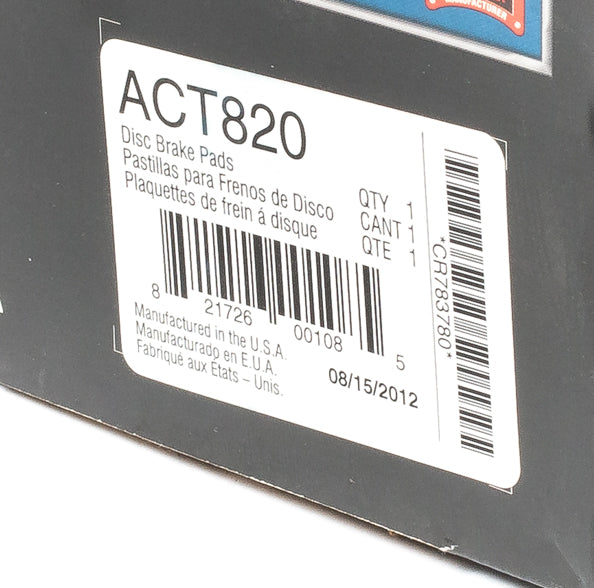 MANUFACTURER
ACT820
Disc Brake Pads
Pastillas para Frenos de Disco
Plaquettes de frein á disque
QTY 1
CANT 1
QTE 1
8 21726 00108 5
Manufactured in the U.S.A.
Manufacturado en E.U.A.
Fabriqué aux États – Unis.
08/15/2012
*CR783780*